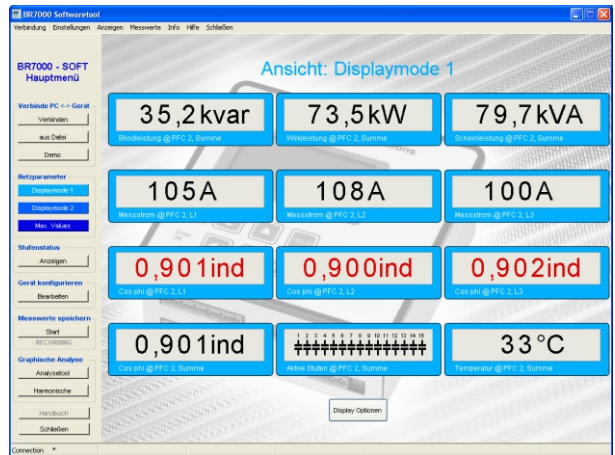 BR7000 Softwaretool
Verbindung Einstellungen Anzeigen Messwerte Info Hilfe Schließen
BR7000 - SOFT
Hauptmenü
Verbinde PC <-> Gerät
Verbinden
aus Datei
Demo
Netzparameter
Displaymode 1
Displaymode 2
Max. Values
Stufenstatus
Anzeigen
Gerät konfigurieren
Bearbeiten
Messwerte speichern
Start
- RECORDING -
Graphische Analyse
Analysetool
Harmonische
Handbuch
Schließen
Ansicht: Displaymode 1
35,2kvar 73,5kW 79,7kVA
Blindleistung @ PFC 2, Summe Wirkleistung @ PFC 2, Summe Scheinleistung @ PFC 2, Summe
105A 108A 100A
Messstrom @ PFC 2, L1 Messstrom @ PFC 2, L2 Messstrom @ PFC 2, L3
0,901ind 0,900ind 0,902ind
Cos phi @ PFC 2, L1 Cos phi @ PFC 2, L2 Cos phi @ PFC 2, L3
0,901ind 1 2 3 4 5 6 7 8 9 10 11 12 13 14 15 33°C
Cos phi @ PFC 2, Summe Aktive Stufen @ PFC 2, Summe Temperatur @ PFC 2, Summe
Display Optionen
Connection *